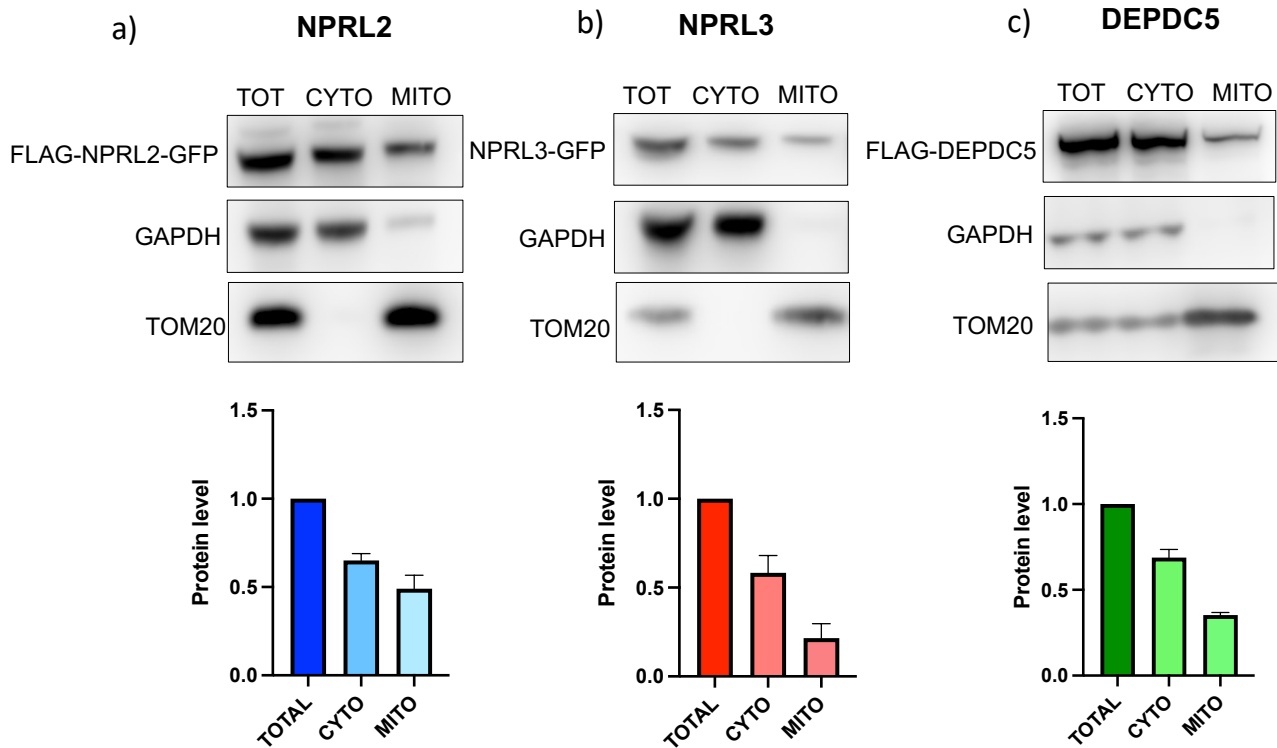 a) NPRL2
TOT CYTO MITO
FLAG-NPRL2-GFP
GAPDH
TOM20
1.5
1.0
0.5
0.0
Protein level
TOTAL
CYTO
MITO
b) NPRL3
TOT CYTO MITO
NPRL3-GFP
GAPDH
TOM20
1.5
1.0
0.5
0.0
Protein level
TOTAL
CYTO
MITO
c) DEPDC5
TOT CYTO MITO
FLAG-DEPDC5
GAPDH
TOM20
1.5
1.0
0.5
0.0
Protein level
TOTAL
CYTO
MITO